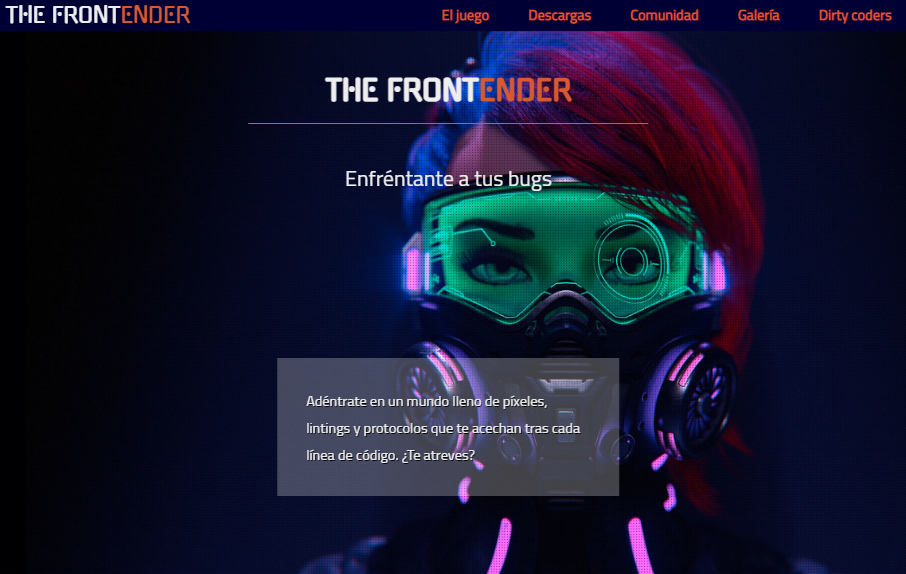 THE FRONTENDER
El juego Descargas Comunidad Galería Dirty coders
THE FRONTENDER
Enfréntante a tus bugs
Adéntrate en un mundo lleno de píxeles,
lintings y protocolos que te acechan tras cada
línea de código. ¿Te atreves?